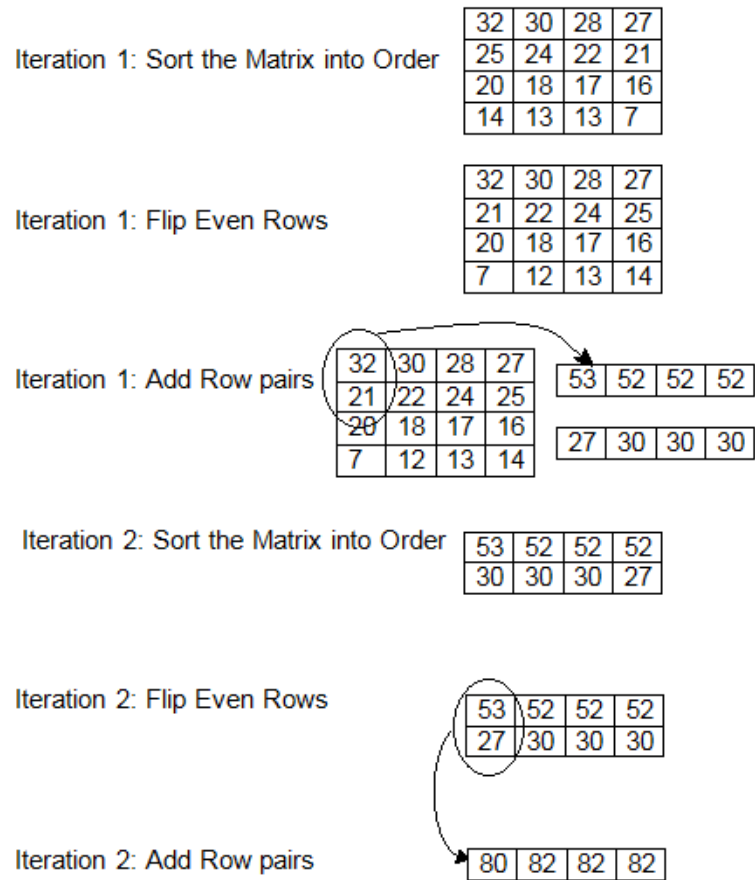 Iteration 1: Sort the Matrix into Order
32 30 28 27
25 24 22 21
20 18 17 16
14 13 13 7
Iteration 1: Flip Even Rows
32 30 28 27
21 22 24 25
20 18 17 16
7 12 13 14
Iteration 1: Add Row pairs
32 30 28 27
21 22 24 25
20 18 17 16
7 12 13 14
53 52 52 52
27 30 30 30
Iteration 2: Sort the Matrix into Order
53 52 52 52
30 30 30 27
Iteration 2: Flip Even Rows
53 52 52 52
27 30 30 30
Iteration 2: Add Row pairs
80 82 82 82